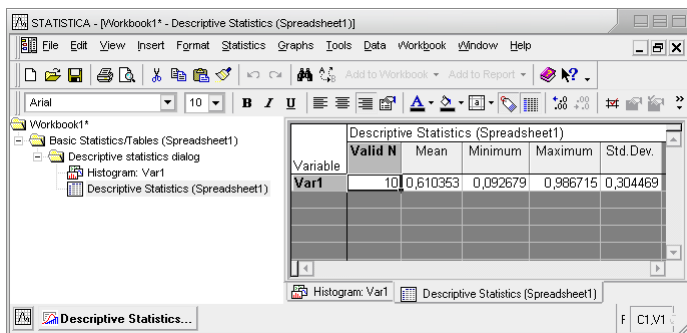 STATISTICA - [Workbook1* - Descriptive Statistics (Spreadsheet1)]
File Edit View Insert Format Statistics Graphs Tools Data Workbook Window Help
Add to Workbook Add to Report
Arial 10 B I U
Workbook1*
Basic Statistics/Tables (Spreadsheet1)
Descriptive statistics dialog
Histogram: Var1
Descriptive Statistics (Spreadsheet1)
Descriptive Statistics (Spreadsheet1)
Variable Valid N Mean Minimum Maximum Std.Dev.
Var1 10 0,610353 0,092679 0,986715 0,304469
Histogram: Var1 Descriptive Statistics (Spreadsheet1)
Descriptive Statistics... F C1,V1